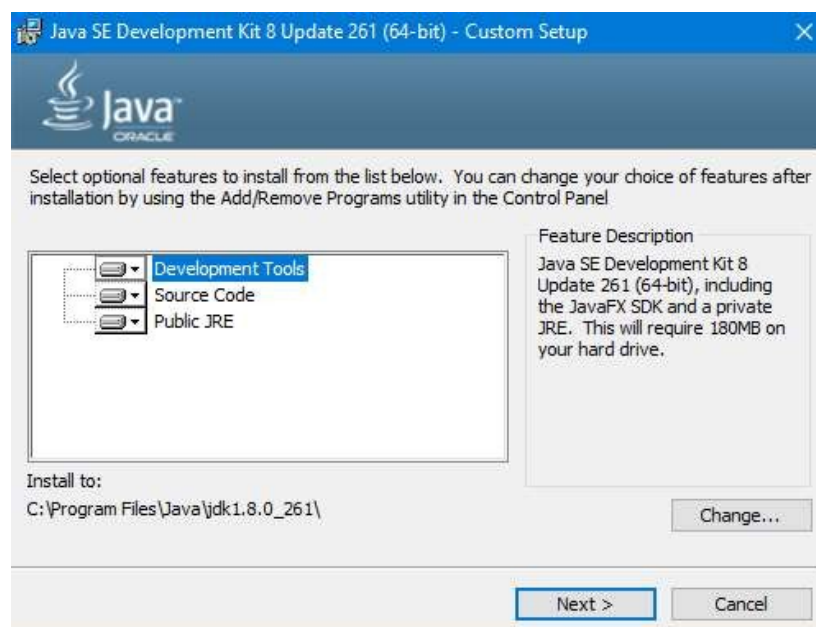 Java SE Development Kit 8 Update 261 (64-bit) - Custom Setup
Java™
ORACLE
Select optional features to install from the list below. You can change your choice of features after
installation by using the Add/Remove Programs utility in the Control Panel
Development Tools
Source Code
Public JRE
Feature Description
Java SE Development Kit 8
Update 261 (64-bit), including
the JavaFX SDK and a private
JRE. This will require 180MB on
your hard drive.
Install to:
C:\Program Files\Java\jdk1.8.0_261\
Change...
Next >
Cancel